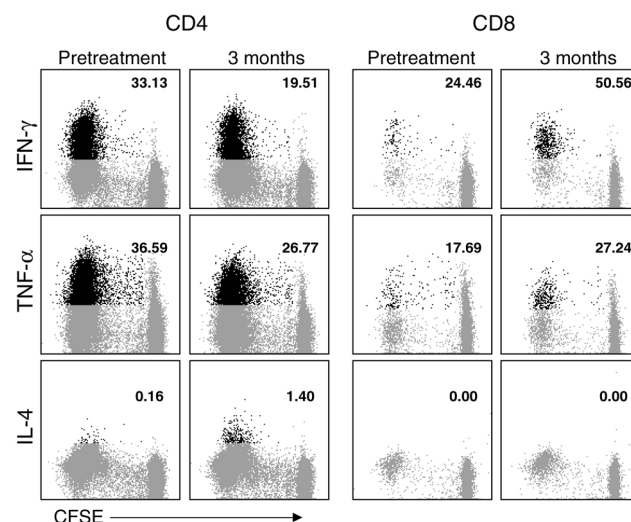 CD4 CD8
Pretreatment 3 months Pretreatment 3 months
IFN-γ 33.13 19.51 24.46 50.56
TNF-α 36.59 26.77 17.69 27.24
IL-4 0.16 1.40 0.00 0.00
CFSE